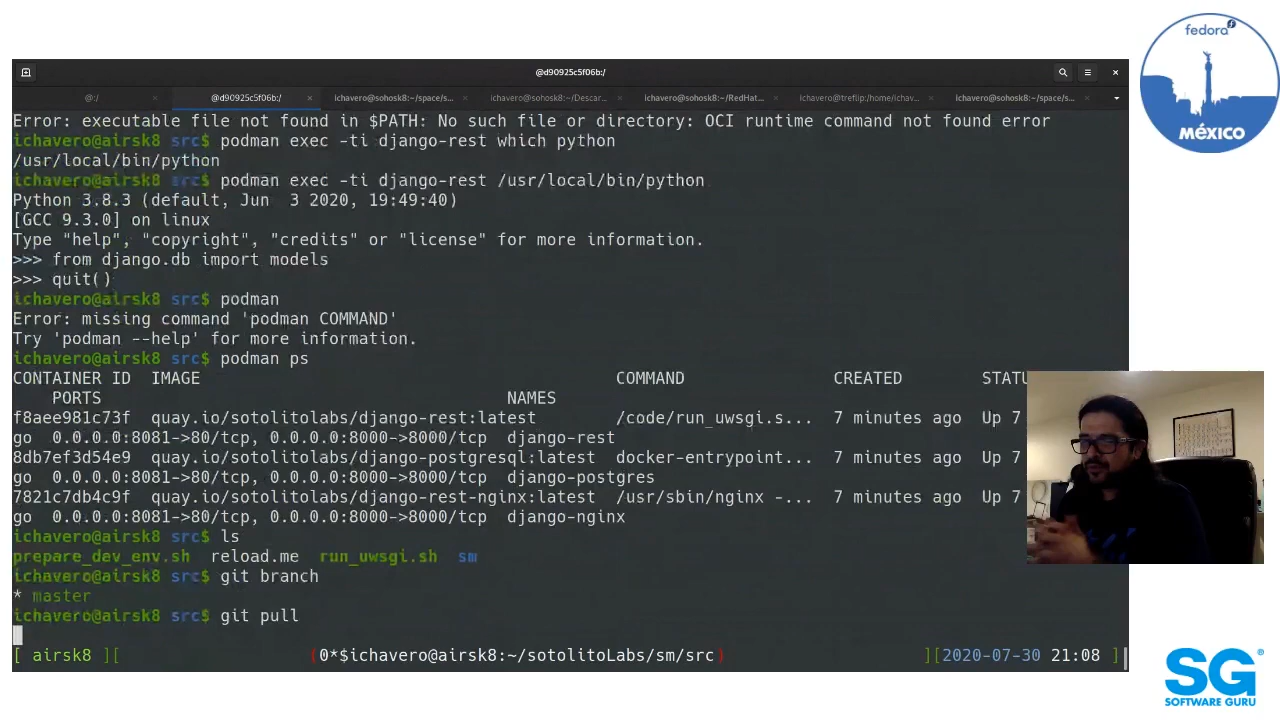 fedora
MÉXICO
@d90925c5f06b:/
@:/
@d90925c5f06b:/
ichavero@sohosk8:~/space/s...
ichavero@sohosk8:~/Descar...
ichavero@sohosk8:~/RedHat...
ichavero@treflip:/home/ichav...
ichavero@sohosk8:~/space/s...
Error: executable file not found in $PATH: No such file or directory: OCI runtime command not found error
ichavero@airsk8 src$ podman exec -ti django-rest which python
/usr/local/bin/python
ichavero@airsk8 src$ podman exec -ti django-rest /usr/local/bin/python
Python 3.8.3 (default, Jun  3 2020, 19:49:40)
[GCC 9.3.0] on linux
Type "help", "copyright", "credits" or "license" for more information.
>>> from django.db import models
>>> quit()
ichavero@airsk8 src$ podman
Error: missing command 'podman COMMAND'
Try 'podman --help' for more information.
ichavero@airsk8 src$ podman ps
CONTAINER ID  IMAGE                                          COMMAND               CREATED        STATU
    PORTS                                         NAMES
f8aee981c73f  quay.io/sotolitolabs/django-rest:latest        /code/run_uwsgi.s...  7 minutes ago  Up 7
go  0.0.0.0:8081->80/tcp, 0.0.0.0:8000->8000/tcp  django-rest
8db7ef3d54e9  quay.io/sotolitolabs/django-postgresql:latest  docker-entrypoint...  7 minutes ago  Up 7
go  0.0.0.0:8081->80/tcp, 0.0.0.0:8000->8000/tcp  django-postgres
7821c7db4c9f  quay.io/sotolitolabs/django-rest-nginx:latest  /usr/sbin/nginx -...  7 minutes ago  Up 7
go  0.0.0.0:8081->80/tcp, 0.0.0.0:8000->8000/tcp  django-nginx
ichavero@airsk8 src$ ls
prepare_dev_env.sh  reload.me  run_uwsgi.sh  sm
ichavero@airsk8 src$ git branch
* master
ichavero@airsk8 src$ git pull
[ airsk8 ][ (0*$ichavero@airsk8:~/sotolitoLabs/sm/src) ][2020-07-30 21:08 ]
SG®
SOFTWARE GURU